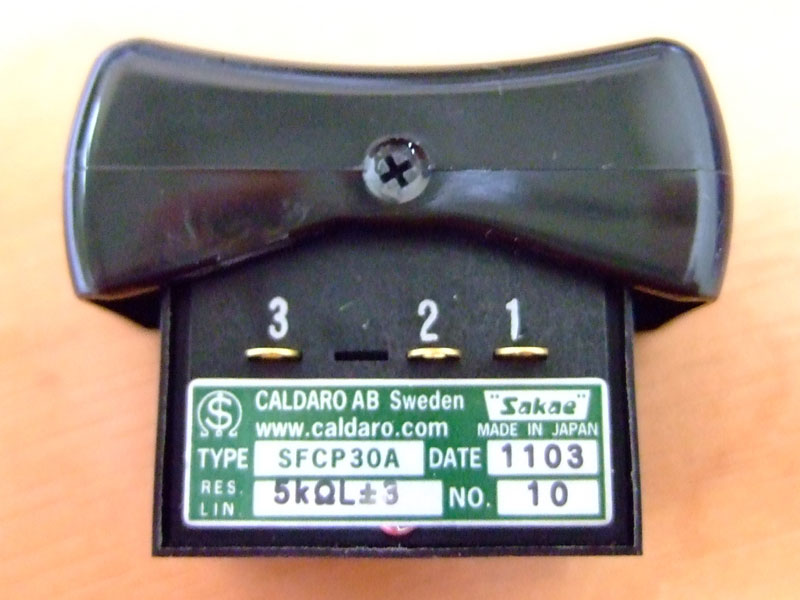 3 2 1
CALDARO AB Sweden "Sakae"
www.caldaro.com MADE IN JAPAN
TYPE SFCP30A DATE 1103
RES. 5kΩL±3 NO. 10
LIN.